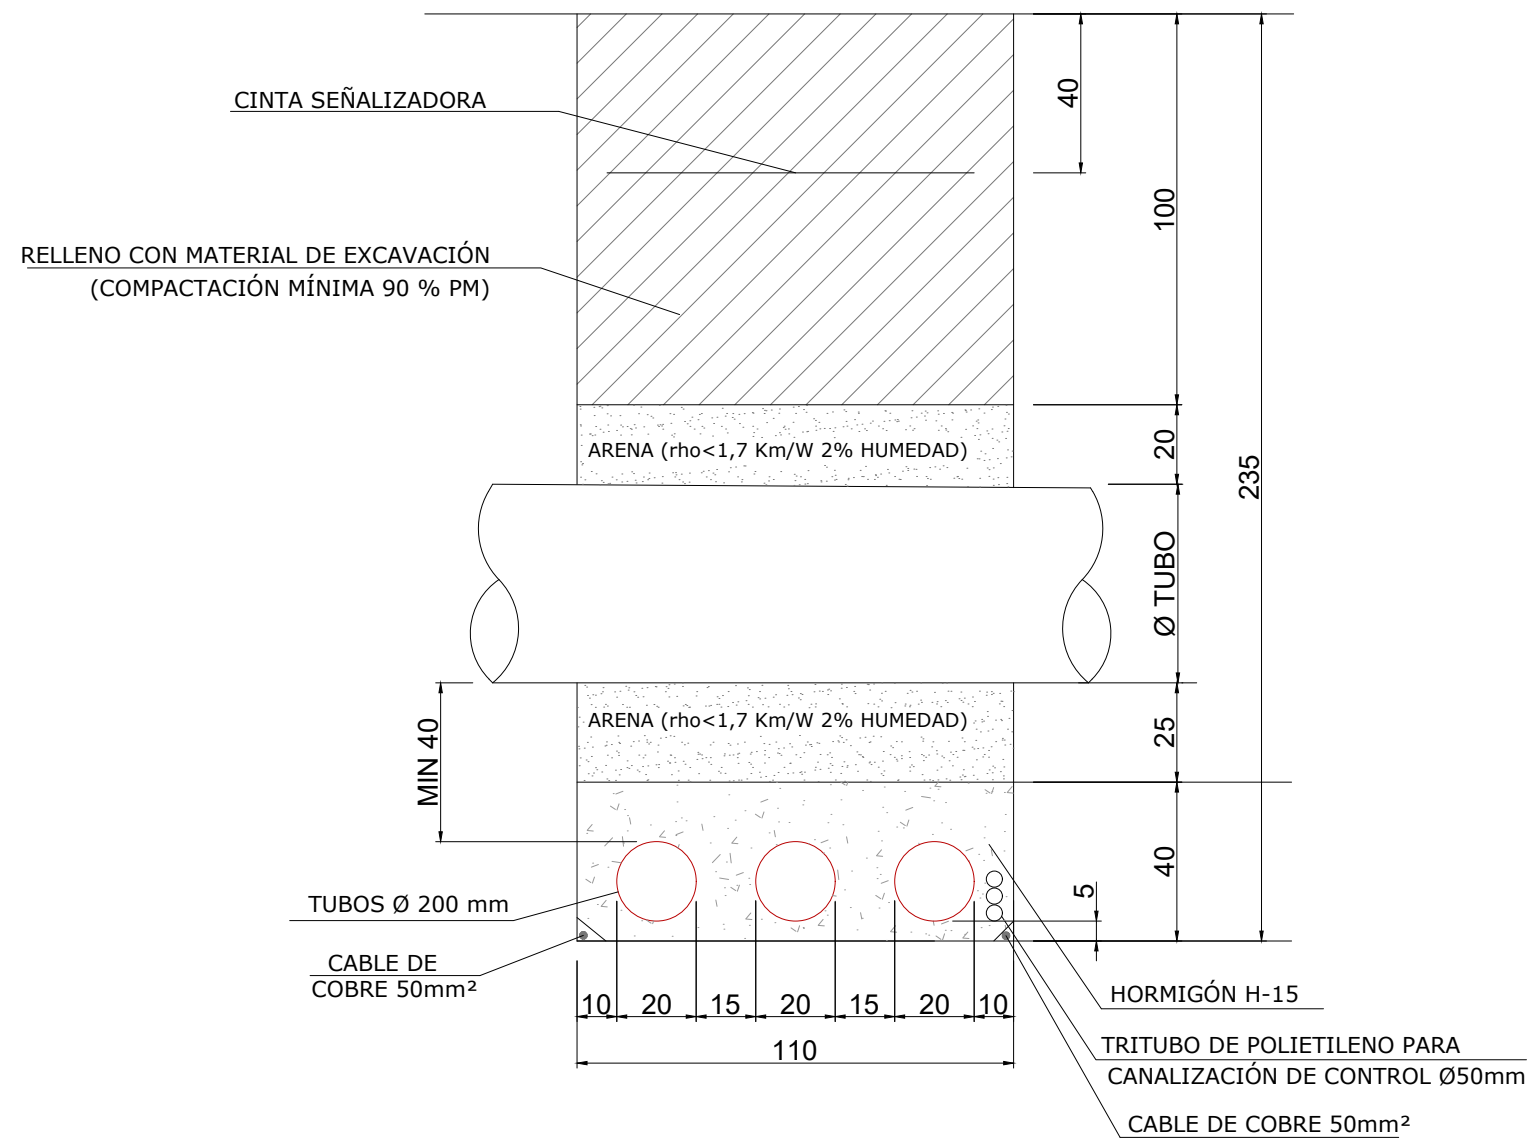 CINTA SEÑALIZADORA
40
100
RELLENO CON MATERIAL DE EXCAVACIÓN
(COMPACTACIÓN MÍNIMA 90 % PM)
ARENA (rho<1,7 Km/W 2% HUMEDAD)
20
235
Ø TUBO
ARENA (rho<1,7 Km/W 2% HUMEDAD)
25
MIN 40
40
5
TUBOS Ø 200 mm
CABLE DE
COBRE 50mm²
10 20 15 20 15 20 10
110
HORMIGÓN H-15
TRITUBO DE POLIETILENO PARA
CANALIZACIÓN DE CONTROL Ø50mm
CABLE DE COBRE 50mm²